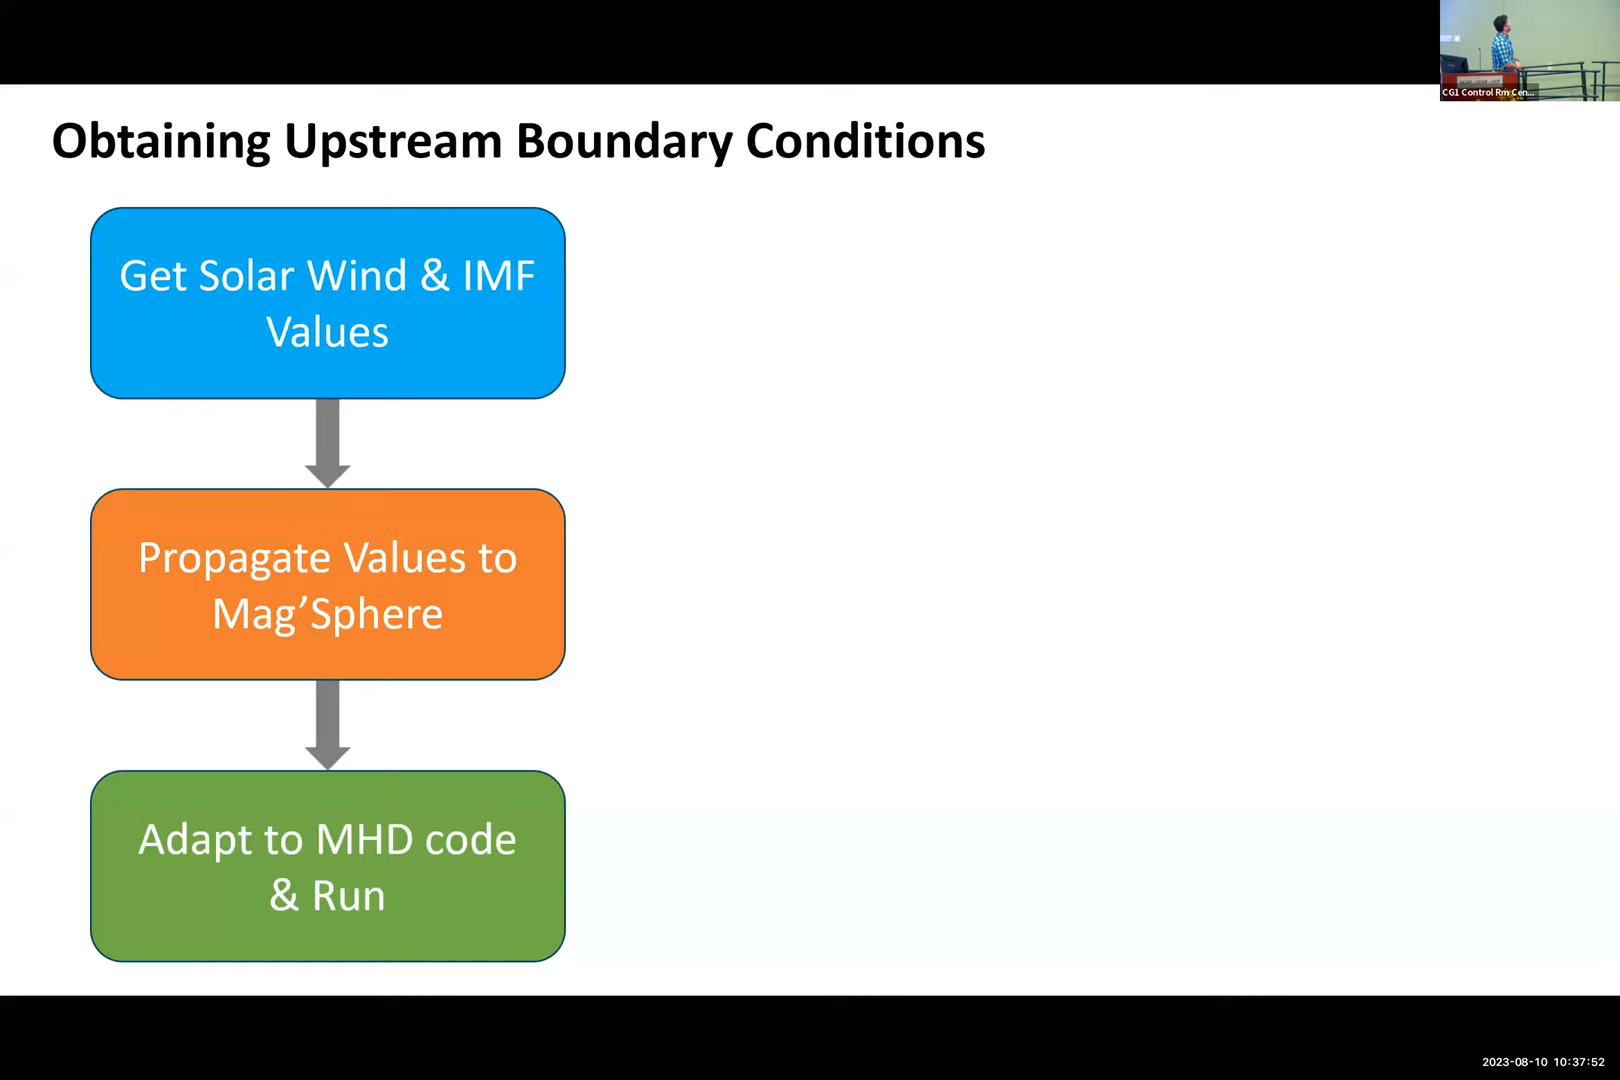 CG1 Control Rm Cen...
Obtaining Upstream Boundary Conditions
Get Solar Wind & IMF
Values
Propagate Values to
Mag’Sphere
Adapt to MHD code
& Run
2023-08-10 10:37:52